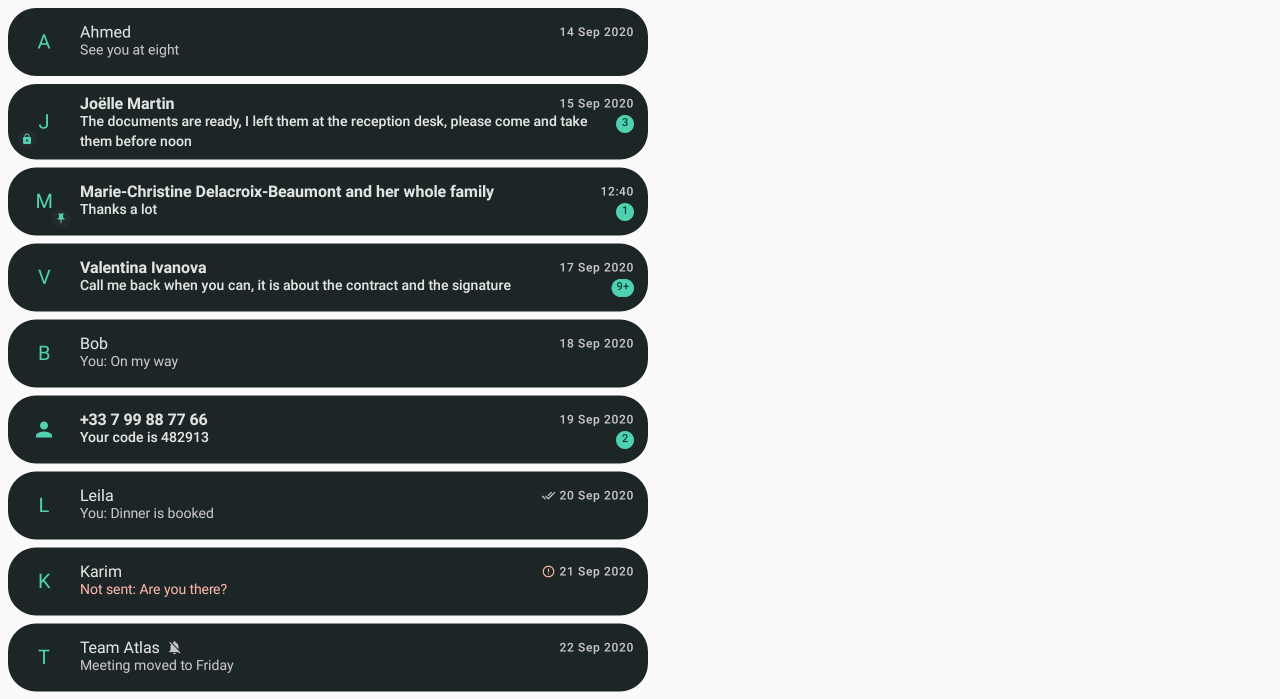 A
Ahmed
14 Sep 2020
See you at eight
J
Joëlle Martin
15 Sep 2020
The documents are ready, I left them at the reception desk, please come and take
3
them before noon
M
Marie-Christine Delacroix-Beaumont and her whole family
12:40
Thanks a lot
1
V
Valentina Ivanova
17 Sep 2020
Call me back when you can, it is about the contract and the signature
9+
B
Bob
18 Sep 2020
You: On my way
+33 7 99 88 77 66
19 Sep 2020
Your code is 482913
2
L
Leila
20 Sep 2020
You: Dinner is booked
K
Karim
21 Sep 2020
Not sent: Are you there?
T
Team Atlas
22 Sep 2020
Meeting moved to Friday